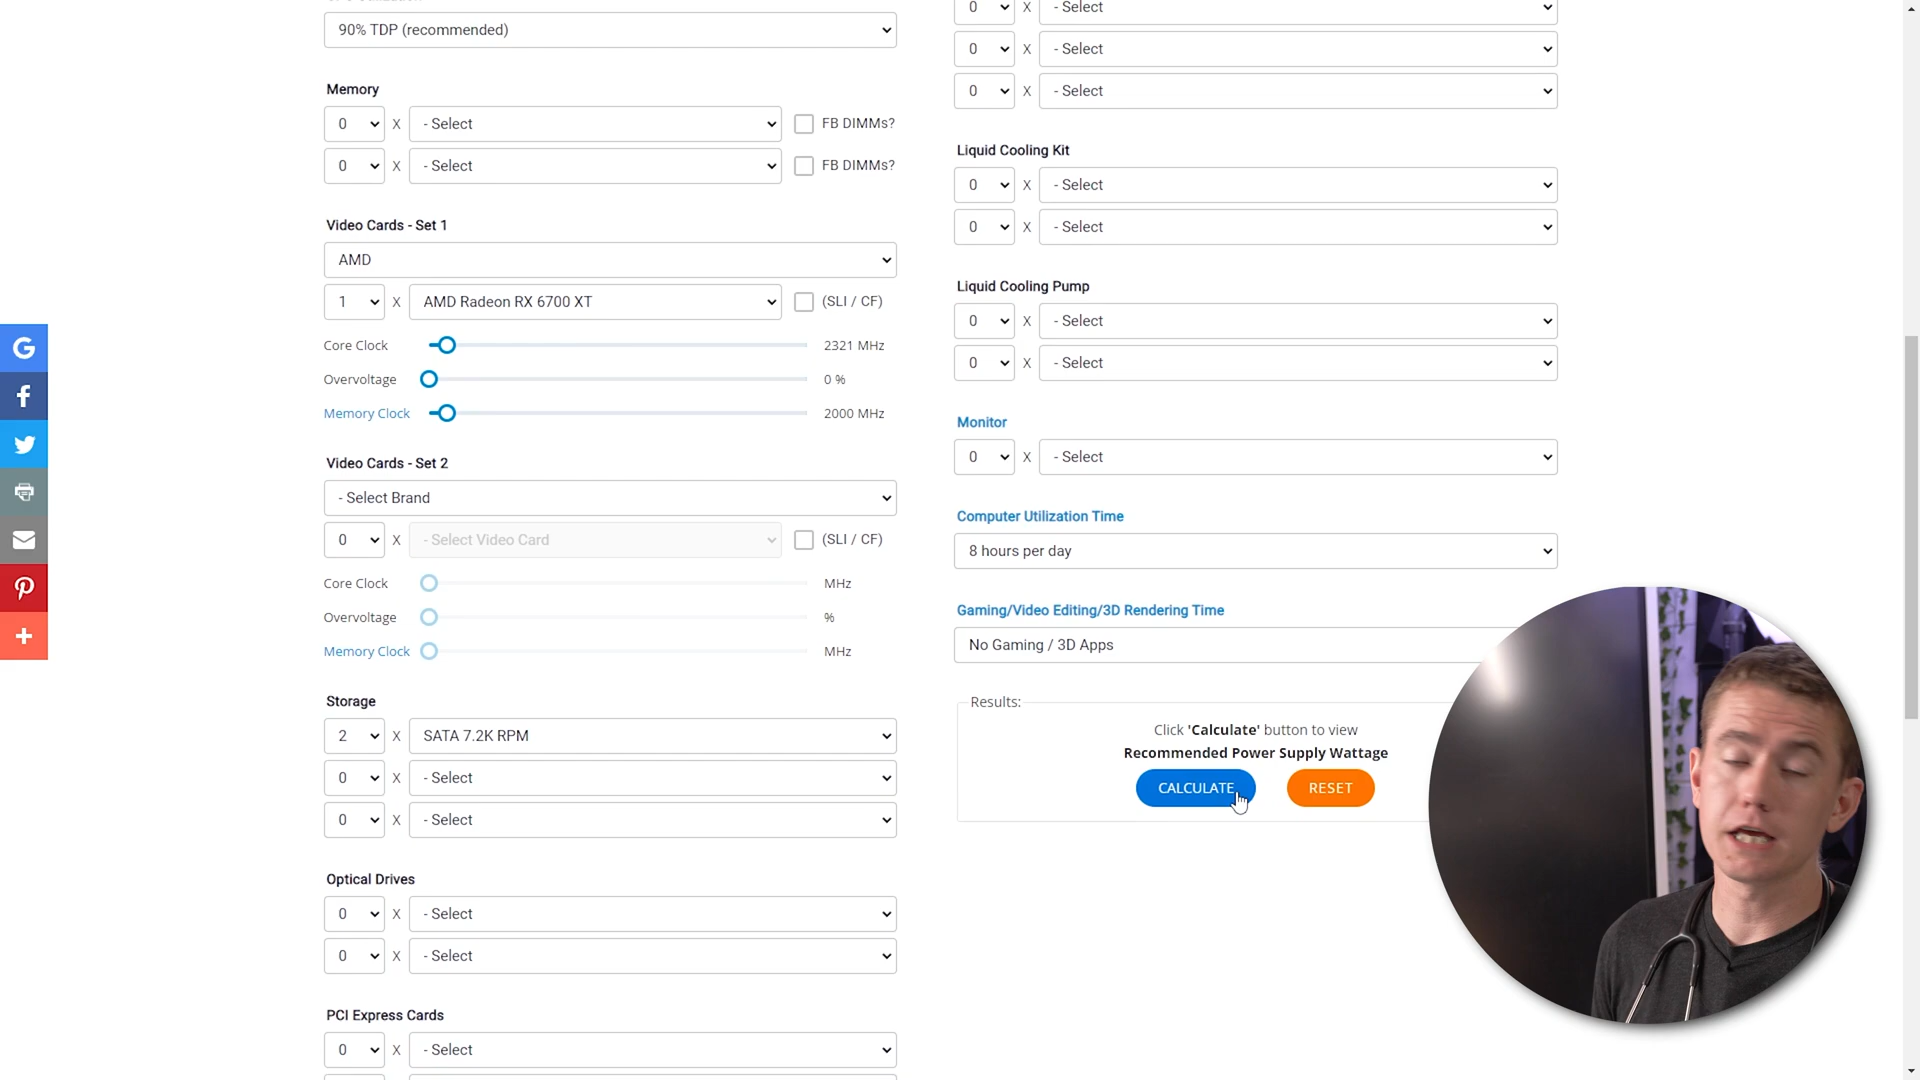 90% TDP (recommended)
Memory
0 X - Select FB DIMMs?
0 X - Select FB DIMMs?
Video Cards - Set 1
AMD
1 X AMD Radeon RX 6700 XT (SLI / CF)
Core Clock 2321 MHz
Overvoltage 0 %
Memory Clock 2000 MHz
Video Cards - Set 2
- Select Brand
0 X - Select Video Card (SLI / CF)
Core Clock MHz
Overvoltage %
Memory Clock MHz
Storage
2 X SATA 7.2K RPM
0 X - Select
0 X - Select
Optical Drives
0 X - Select
0 X - Select
PCI Express Cards
0 X - Select
0 X - Select
0 X - Select
0 X - Select
Liquid Cooling Kit
0 X - Select
0 X - Select
Liquid Cooling Pump
0 X - Select
0 X - Select
Monitor
0 X - Select
Computer Utilization Time
8 hours per day
Gaming/Video Editing/3D Rendering Time
No Gaming / 3D Apps
Results:
Click 'Calculate' button to view
Recommended Power Supply Wattage
CALCULATE RESET